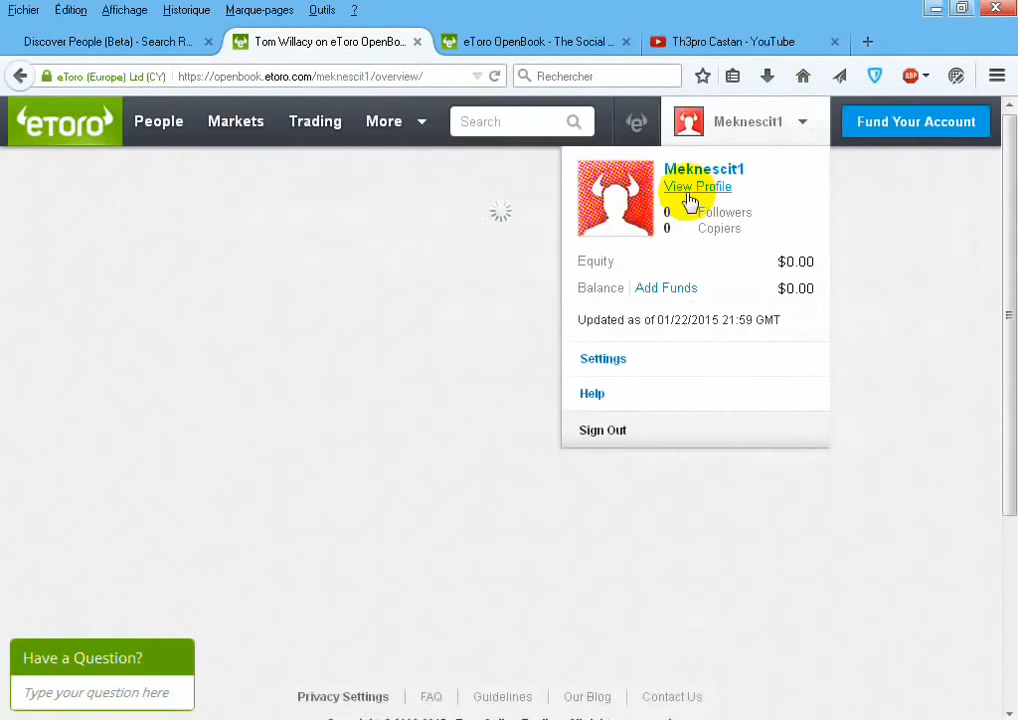 Fichier Édition Affichage Historique Marque-pages Outils ?
Discover People (Beta) - Search R... Tom Willacy on eToro OpenBo... eToro OpenBook - The Social ... Th3pro Castan - YouTube
eToro (Europe) Ltd (CY) https://openbook.etoro.com/meknescit1/overview/ Rechercher ABP
eToro People Markets Trading More Search Meknescit1 Fund Your Account
Meknescit1
View Profile
0 Followers
0 Copiers
Equity $0.00
Balance Add Funds $0.00
Updated as of 01/22/2015 21:59 GMT
Settings
Help
Sign Out
Have a Question?
Type your question here
Privacy Settings FAQ Guidelines Our Blog Contact Us